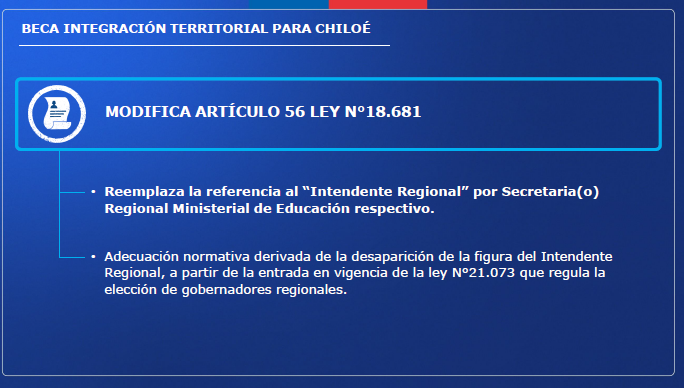 BECA INTEGRACIÓN TERRITORIAL PARA CHILOÉ
MODIFICA ARTÍCULO 56 LEY N°18.681
• Reemplaza la referencia al “Intendente Regional” por Secretaria(o)
Regional Ministerial de Educación respectivo.
• Adecuación normativa derivada de la desaparición de la figura del Intendente
Regional, a partir de la entrada en vigencia de la ley N°21.073 que regula la
elección de gobernadores regionales.